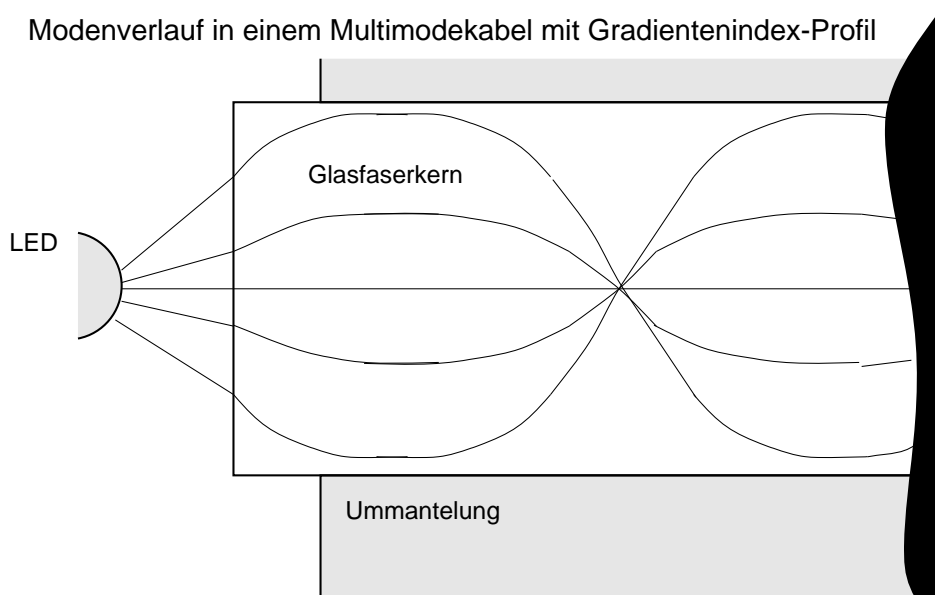 Modenverlauf in einem Multimodekabel mit Gradientenindex-Profil
Glasfaserkern
LED
Ummantelung